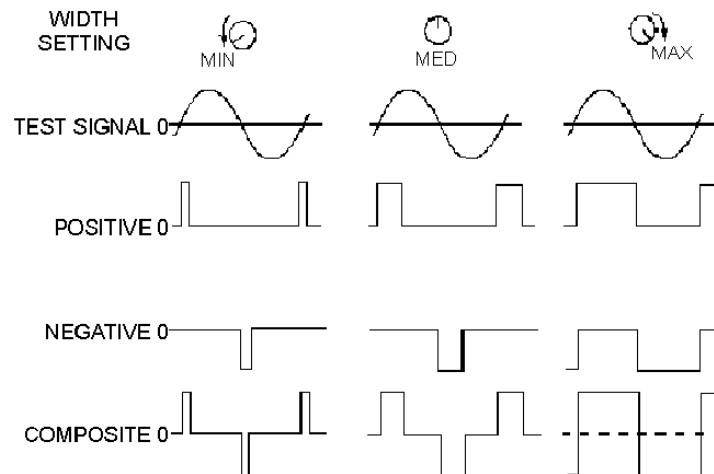 WIDTH
SETTING
MIN
MED
MAX
TEST SIGNAL 0
POSITIVE 0
NEGATIVE 0
COMPOSITE 0